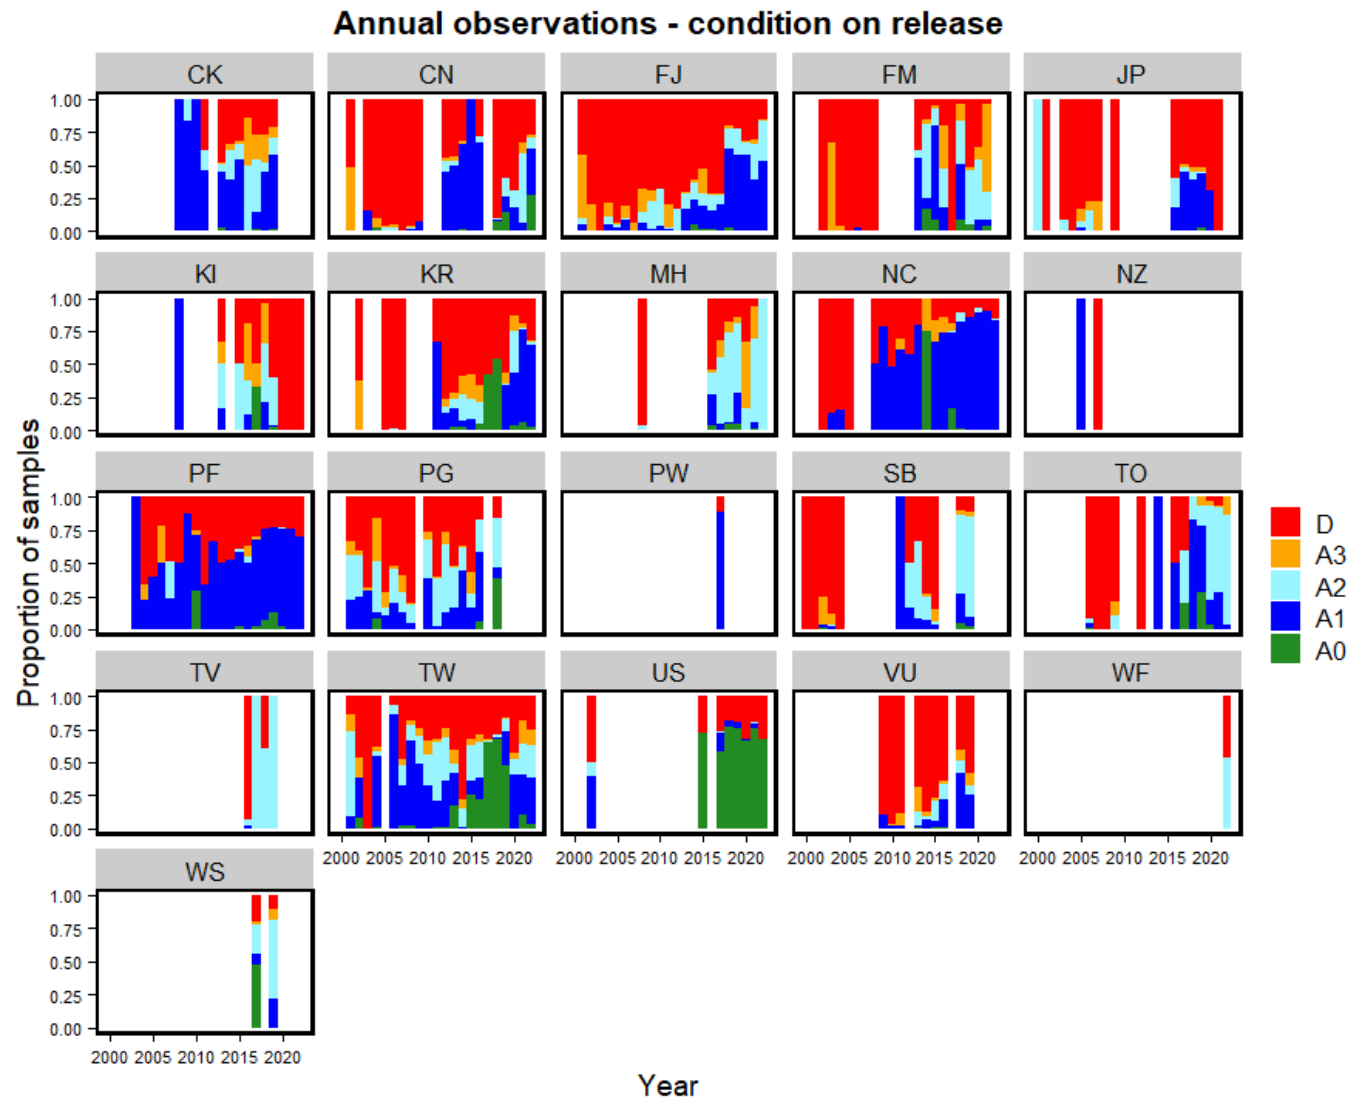 Annual observations - condition on release
CK CN FJ FM JP
1.00
0.75
0.50
0.25
0.00
KI KR MH NC NZ
1.00
0.75
0.50
0.25
0.00
PF PG PW SB TO
1.00
0.75
0.50
0.25
0.00
TV TW US VU WF
1.00
0.75
0.50
0.25
0.00
2000 2005 2010 2015 2020 2000 2005 2010 2015 2020 2000 2005 2010 2015 2020 2000 2005 2010 2015 2020
WS
1.00
0.75
0.50
0.25
0.00
2000 2005 2010 2015 2020
Year
Proportion of samples
D
A3
A2
A1
A0